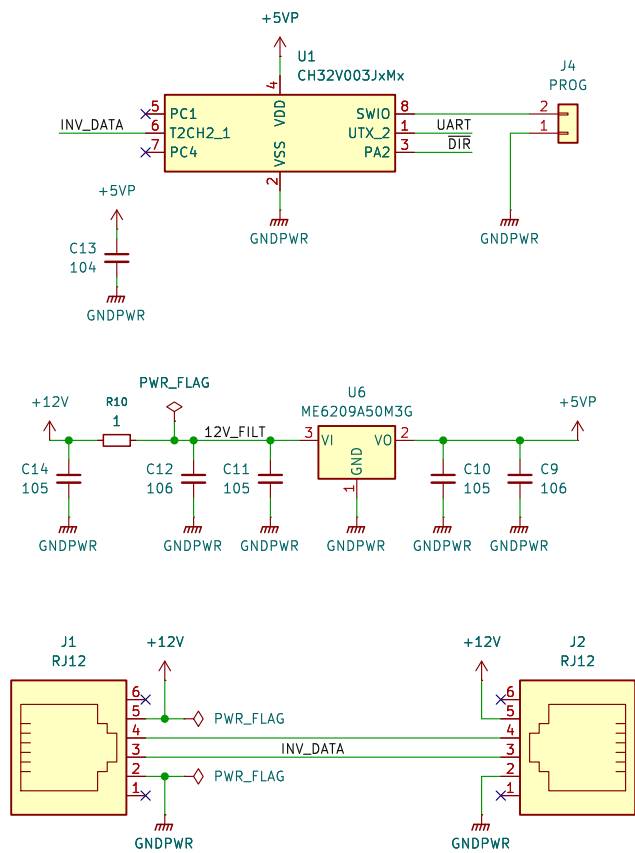 +5VP
U1
CH32V003JxMx
J4
PROG
4
VDD
5 PC1
SWIO 8
2
INV_DATA
6 T2CH2_1
UTX_2 1
UART
1
7 PC4
PA2 3
DIR
VSS
2
+5VP
GNDPWR
GNDPWR
C13
104
GNDPWR
PWR_FLAG
U6
ME6209A50M3G
+12V
R10
1
12V_FILT
3 VI
VO 2
+5VP
GND
1
C14
105
C12
106
C11
105
C10
105
C9
106
GNDPWR
GNDPWR
GNDPWR
GNDPWR
GNDPWR
GNDPWR
J1
RJ12
+12V
+12V
J2
RJ12
6
6
5
PWR_FLAG
5
4
4
3
INV_DATA
3
2
PWR_FLAG
2
1
1
GNDPWR
GNDPWR